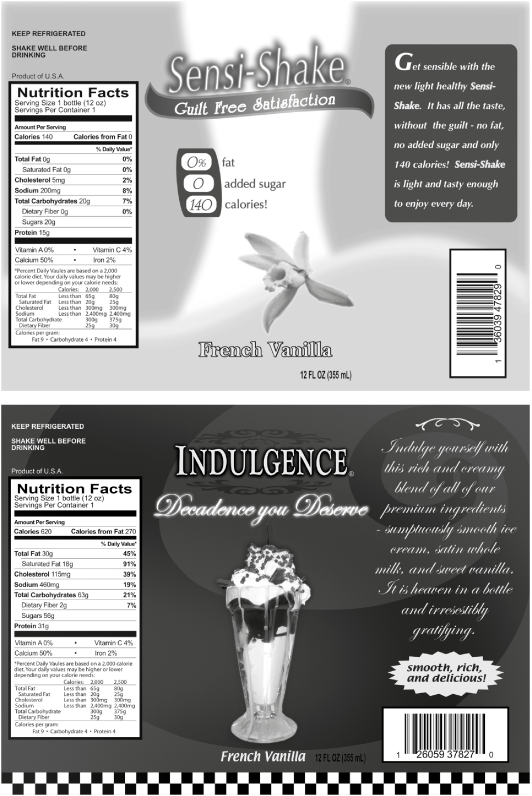 KEEP REFRIGERATED
SHAKE WELL BEFORE
DRINKING
Product of U.S.A.
Nutrition Facts
Serving Size 1 bottle (12 oz)
Servings Per Container 1
Amount Per Serving
Calories 140 Calories from Fat 0
% Daily Value*
Total Fat 0g 0%
Saturated Fat 0g 0%
Cholesterol 5mg 2%
Sodium 200mg 8%
Total Carbohydrates 20g 7%
Dietary Fiber 0g 0%
Sugars 20g
Protein 15g
Vitamin A 0% • Vitamin C 4%
Calcium 50% • Iron 2%
*Percent Daily Vaules are based on a 2,000
calorie diet. Your daily values may be higher
or lower depending on your calorie needs:
Calories: 2,000 2,500
Total Fat Less than 65g 80g
Saturated Fat Less than 20g 25g
Cholesterol Less than 300mg 300mg
Sodium Less than 2,400mg 2,400mg
Total Carbohydrate 300g 375g
Dietary Fiber 25g 30g
Calories per gram:
Fat 9 • Carbohydrate 4 • Protein 4
Sensi-Shake®
Guilt Free Satisfaction
0% fat
0 added sugar
140 calories!
French Vanilla
12 FL OZ (355 mL)
Get sensible with the
new light healthy Sensi-
Shake. It has all the taste,
without the guilt - no fat,
no added sugar and only
140 calories! Sensi-Shake
is light and tasty enough
to enjoy every day.
1 36039 47829 0
KEEP REFRIGERATED
SHAKE WELL BEFORE
DRINKING
Product of U.S.A.
Nutrition Facts
Serving Size 1 bottle (12 oz)
Servings Per Container 1
Amount Per Serving
Calories 620 Calories from Fat 270
% Daily Value*
Total Fat 30g 45%
Saturated Fat 18g 91%
Cholesterol 115mg 39%
Sodium 460mg 19%
Total Carbohydrates 63g 21%
Dietary Fiber 2g 7%
Sugars 56g
Protein 31g
Vitamin A 0% • Vitamin C 4%
Calcium 50% • Iron 2%
*Percent Daily Vaules are based on a 2,000 calorie
diet. Your daily values may be higher or lower
depending on your calorie needs:
Calories: 2,000 2,500
Total Fat Less than 65g 80g
Saturated Fat Less than 20g 25g
Cholesterol Less than 300mg 300mg
Sodium Less than 2,400mg 2,400mg
Total Carbohydrate 300g 375g
Dietary Fiber 25g 30g
Calories per gram:
Fat 9 • Carbohydrate 4 • Protein 4
INDULGENCE®
Decadence you Deserve
French Vanilla 12 FL OZ (355 mL)
Indulge yourself with
this rich and creamy
blend of all of our
premium ingredients
- sumptuously smooth ice
cream, satin whole
milk, and sweet vanilla.
It is heaven in a bottle
and irresestibly
gratifying.
smooth, rich,
and delicious!
1 26059 37827 0